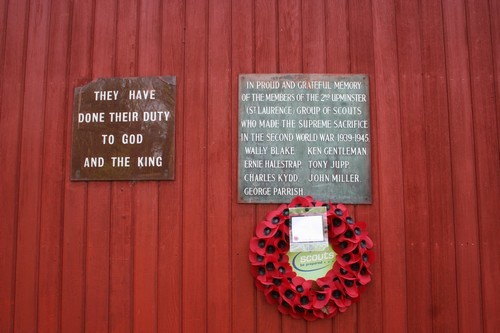 THEY HAVE
DONE THEIR DUTY
TO GOD
AND THE KING
IN PROUD AND GRATEFUL MEMORY
OF THE MEMBERS OF THE 2ND UPMINSTER
(ST LAURENCE) GROUP OF SCOUTS
WHO MADE THE SUPREME SACRIFICE
IN THE SECOND WORLD WAR 1939-1945
WALLY BLAKE KEN GENTLEMAN
ERNIE HALESTRAP TONY JUPP
CHARLES KYDD JOHN MILLER
GEORGE PARRISH
scouts
be prepared...